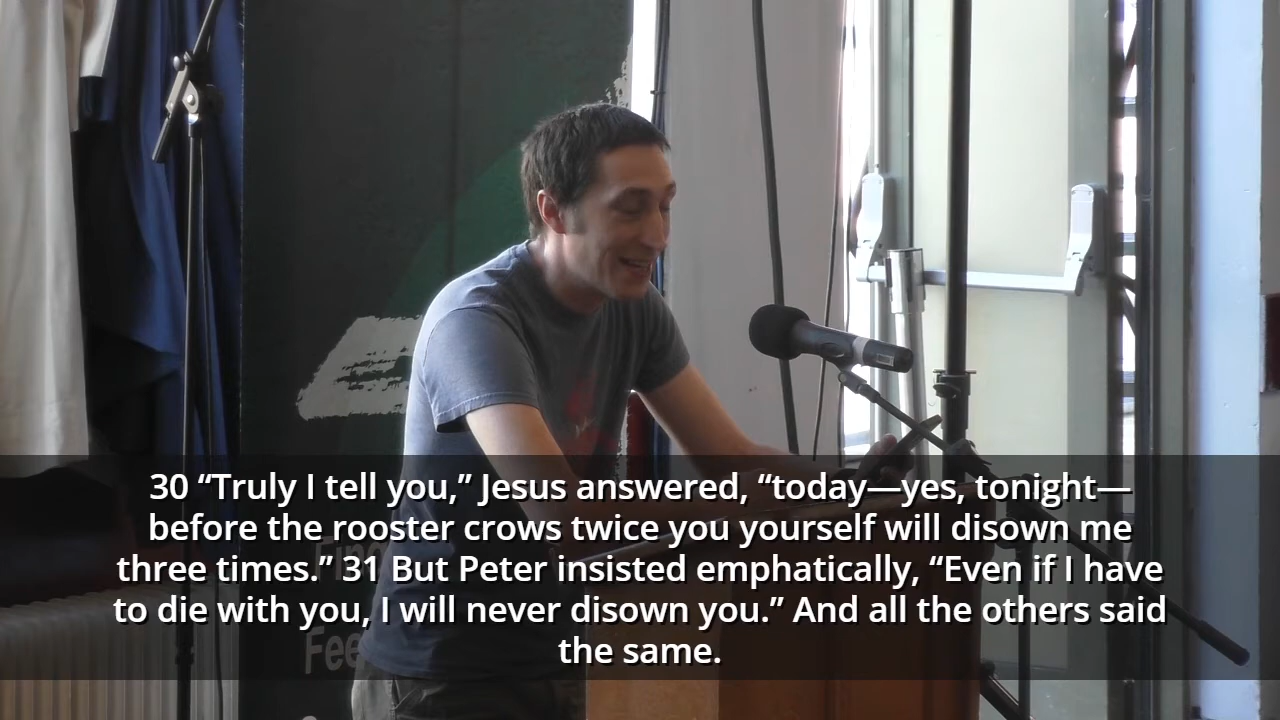 30 “Truly I tell you,” Jesus answered, “today—yes, tonight—
before the rooster crows twice you yourself will disown me
three times.” 31 But Peter insisted emphatically, “Even if I have
to die with you, I will never disown you.” And all the others said
the same.